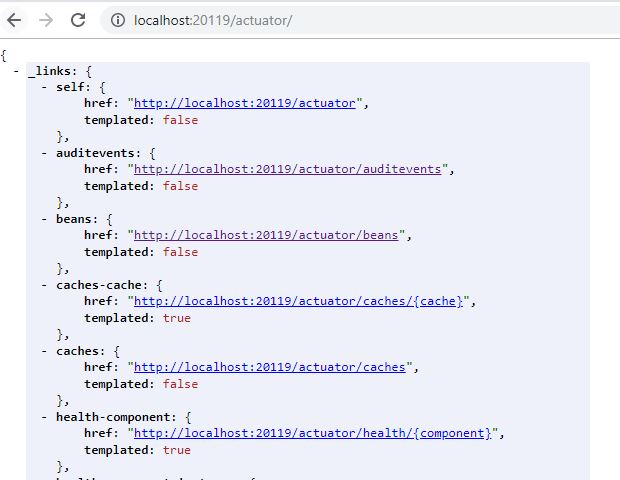 localhost:20119/actuator/
{
- _links: {
- self: {
href: "http://localhost:20119/actuator",
templated: false
},
- auditevents: {
href: "http://localhost:20119/actuator/auditevents",
templated: false
},
- beans: {
href: "http://localhost:20119/actuator/beans",
templated: false
},
- caches-cache: {
href: "http://localhost:20119/actuator/caches/{cache}",
templated: true
},
- caches: {
href: "http://localhost:20119/actuator/caches",
templated: false
},
- health-component: {
href: "http://localhost:20119/actuator/health/{component}",
templated: true
},